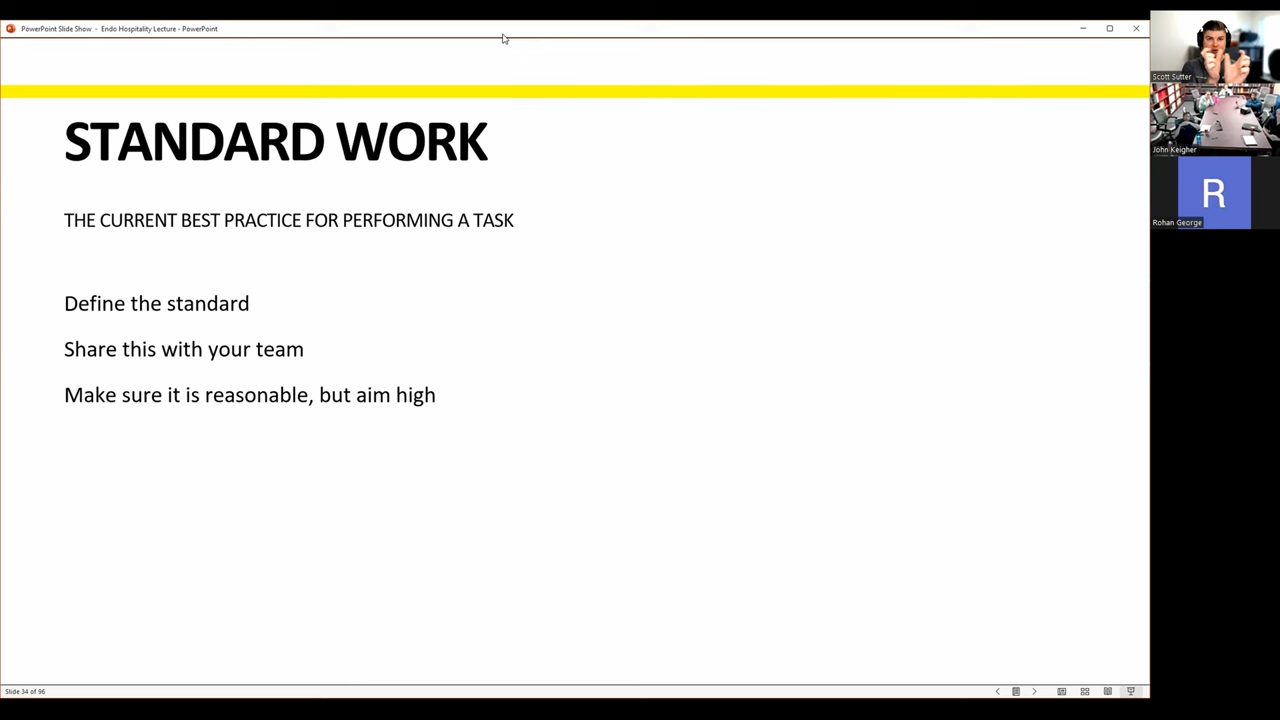 PowerPoint Slide Show - Endo Hospitality Lecture - PowerPoint
STANDARD WORK
THE CURRENT BEST PRACTICE FOR PERFORMING A TASK
Define the standard
Share this with your team
Make sure it is reasonable, but aim high
Slide 34 of 96
Scott Sutter
John Keigher
R
Rohan George